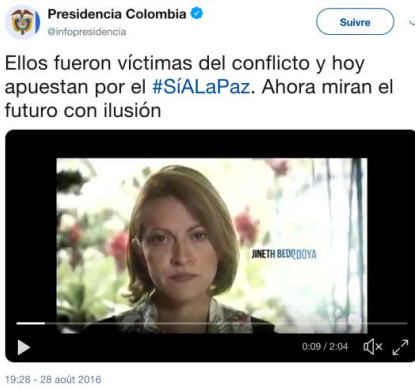 Presidencia Colombia
@infopresidencia
Suivre
Ellos fueron víctimas del conflicto y hoy
apuestan por el #SíALaPaz. Ahora miran el
futuro con ilusión
JINETH BEDOYA
0:09 / 2:04
19:28 - 28 août 2016